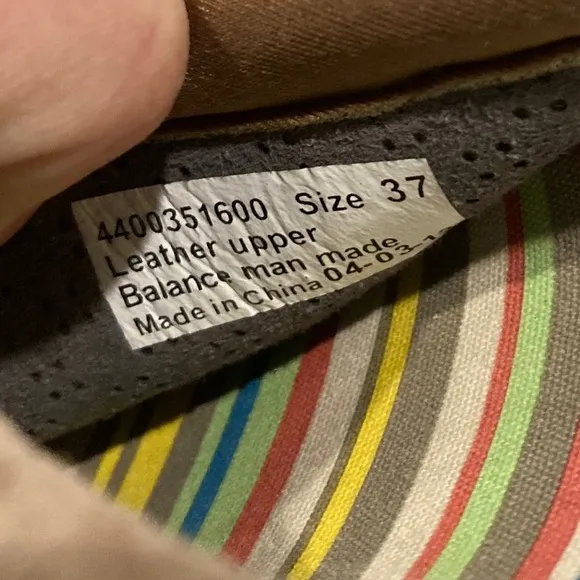 4400351600 Size 37
Leather upper
Balance man made
Made in China 04-03-1